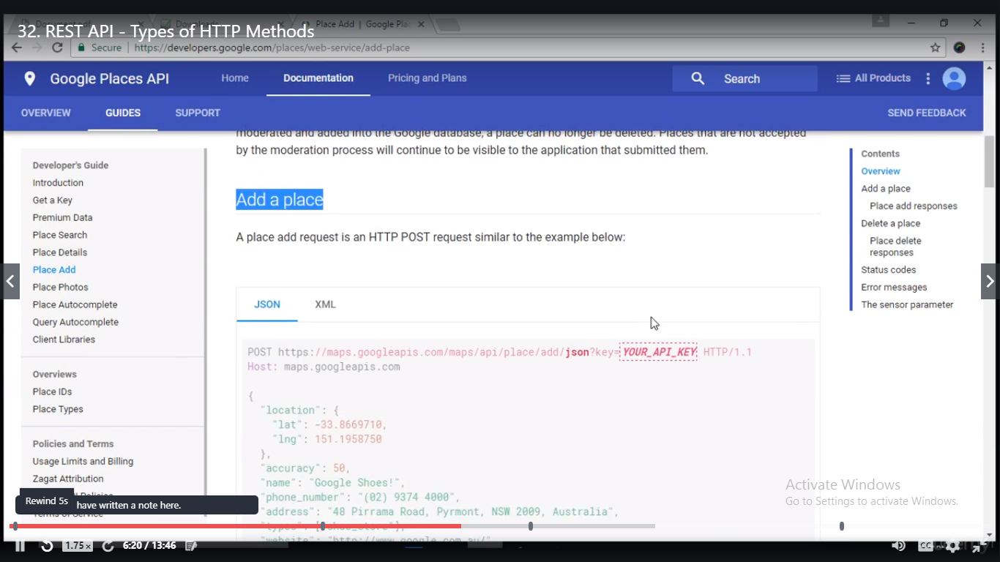 32. REST API - Types of HTTP Methods
Place Add | Google Pla
Secure | https://developers.google.com/places/web-service/add-place
Google Places API
Home
Documentation
Pricing and Plans
Search
All Products
OVERVIEW
GUIDES
SUPPORT
SEND FEEDBACK
moderated and added into the Google database, a place can no longer be deleted. Places that are not accepted
by the moderation process will continue to be visible to the application that submitted them.
Developer's Guide
Introduction
Get a Key
Premium Data
Place Search
Place Details
Place Add
Place Photos
Place Autocomplete
Query Autocomplete
Client Libraries
Overviews
Place IDs
Place Types
Policies and Terms
Usage Limits and Billing
Zagat Attribution
Policies
Terms of Service
Add a place
A place add request is an HTTP POST request similar to the example below:
JSON
XML
POST https://maps.googleapis.com/maps/api/place/add/json?key=YOUR_API_KEY HTTP/1.1
Host: maps.googleapis.com
{
"location": {
"lat": -33.8669710,
"lng": 151.1958750
},
"accuracy": 50,
"name": "Google Shoes!",
"phone_number": "(02) 9374 4000",
"address": "48 Pirrama Road, Pyrmont, NSW 2009, Australia",
"website": "http://www.google.com.au/"
Contents
Overview
Add a place
Place add responses
Delete a place
Place delete
responses
Status codes
Error messages
The sensor parameter
Activate Windows
Go to Settings to activate Windows.
Rewind 5s
have written a note here.
1.75 x
6:20 / 13:46
CC